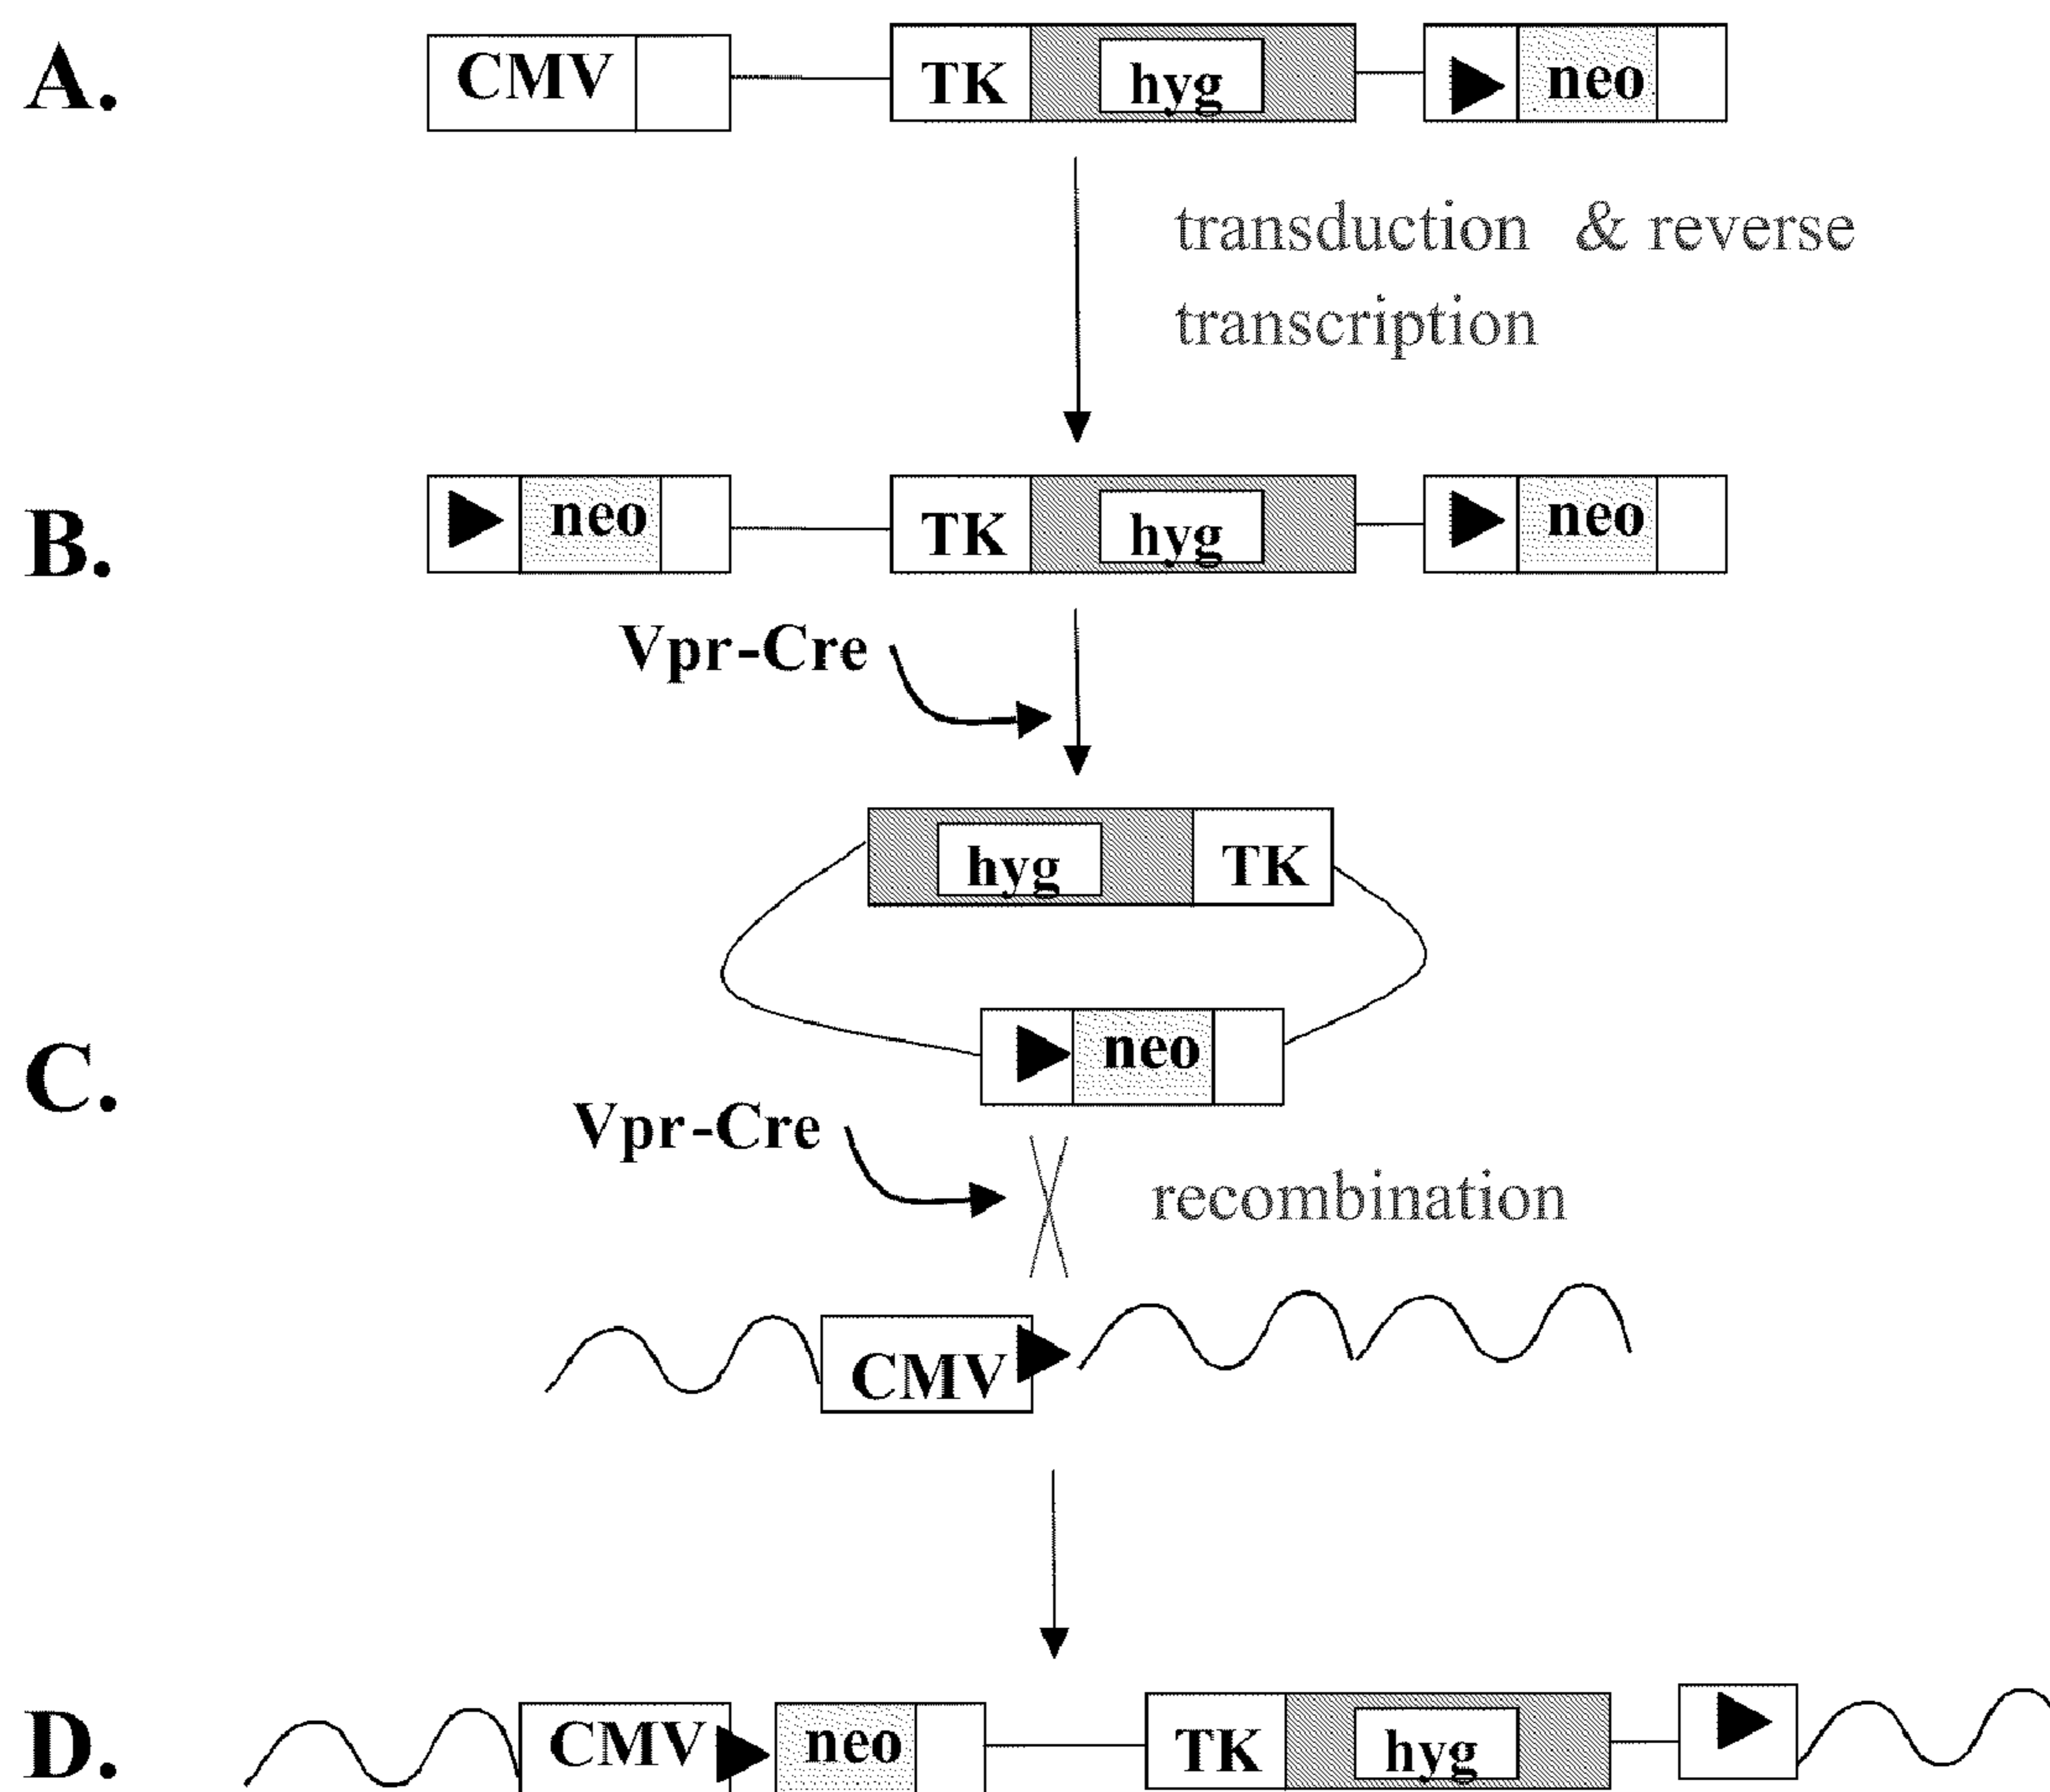 A. CMV TK hyg neo
transduction & reverse
transcription
B. neo TK hyg neo
Vpr-Cre
hyg TK
C. neo
Vpr-Cre
recombination
CMV
D. CMV neo TK hyg